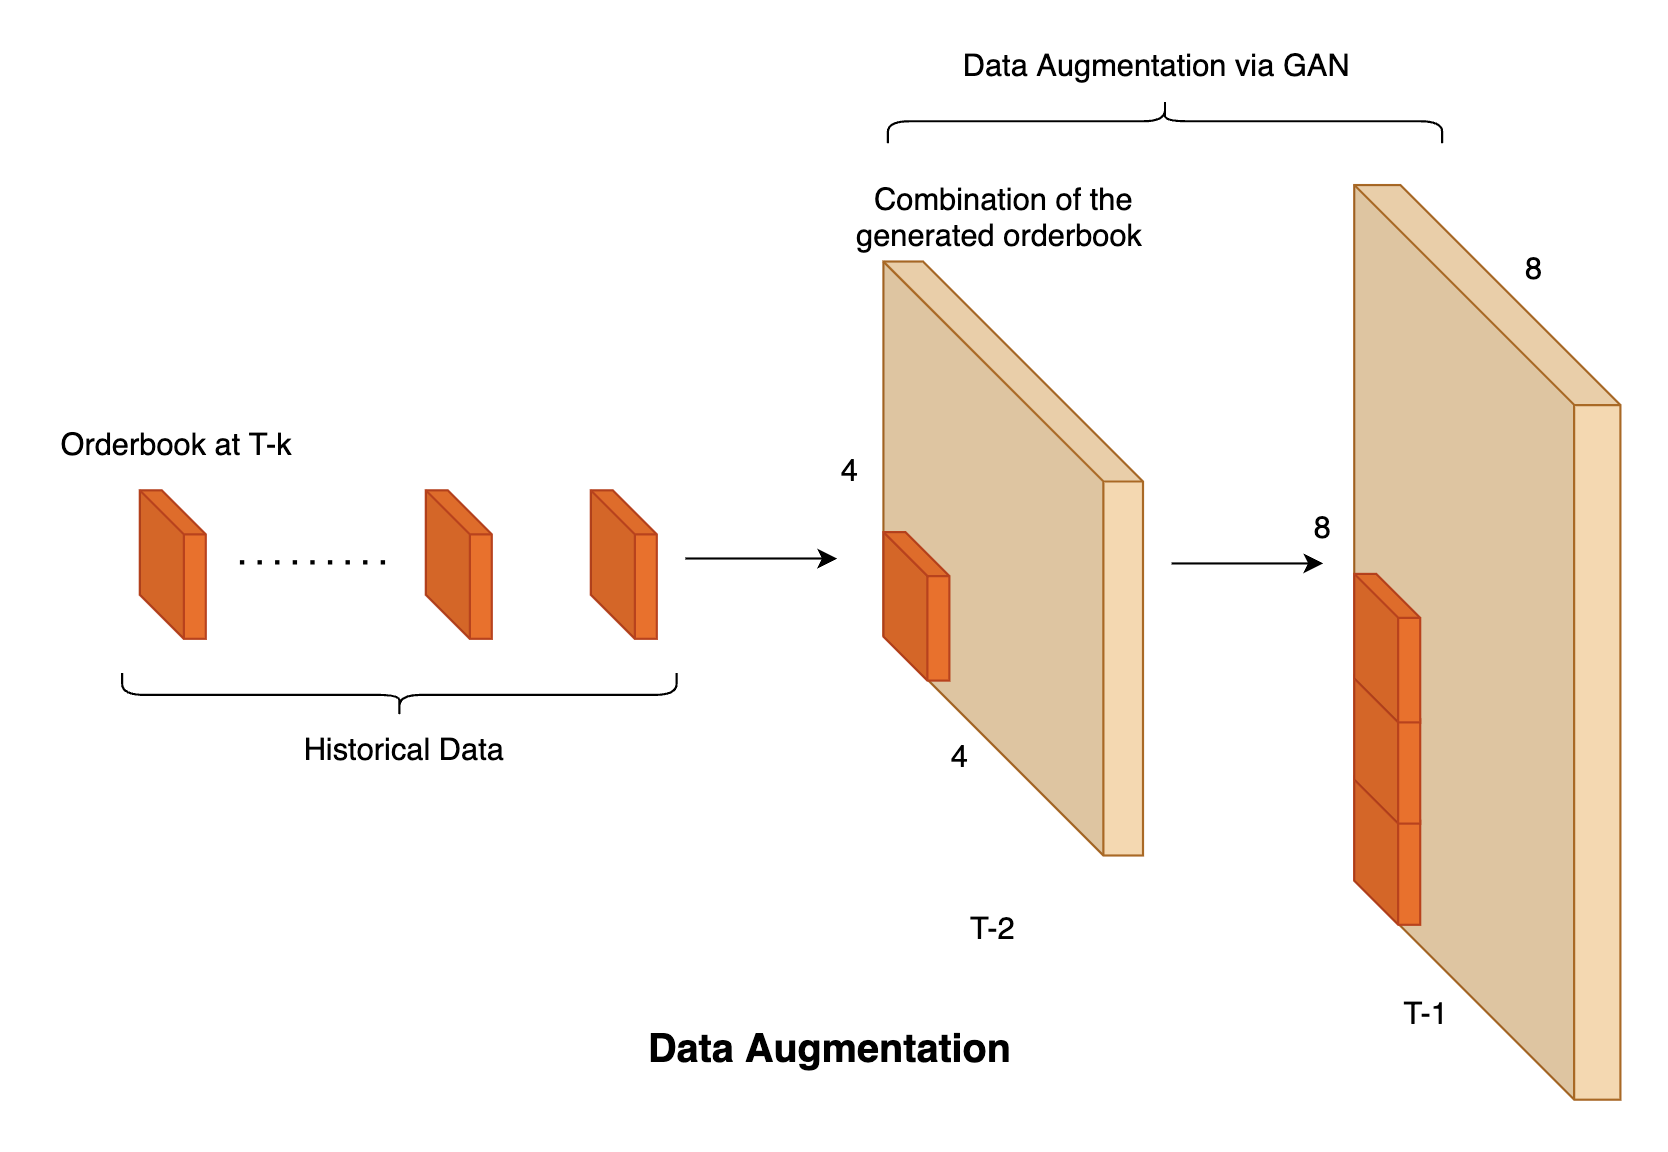 Data Augmentation via GAN
Combination of the
generated orderbook
8
Orderbook at T-k
4
8
Historical Data
4
T-2
T-1
Data Augmentation